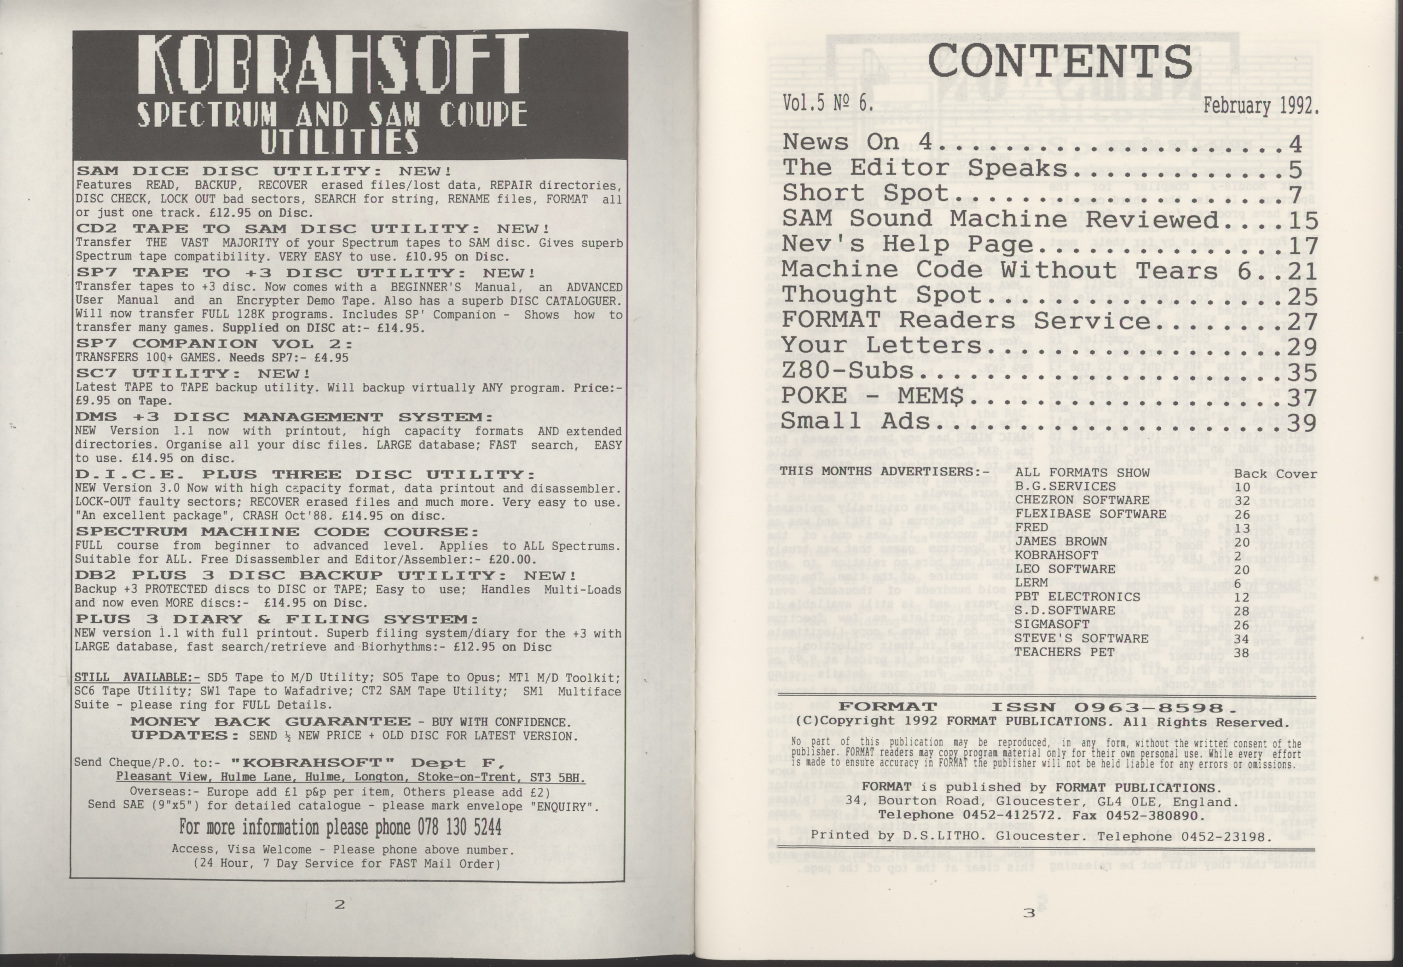 KOBRAHSOFT
SPECTRUM AND SAM COUPE
UTILITIES
SAM DICE DISC UTILITY: NEW!
Features READ, BACKUP, RECOVER erased files/lost data, REPAIR directories,
DISC CHECK, LOCK OUT bad sectors, SEARCH for string, RENAME files, FORMAT all
or just one track. £12.95 on Disc.
CD2 TAPE TO SAM DISC UTILITY: NEW!
Transfer THE VAST MAJORITY of your Spectrum tapes to SAM disc. Gives superb
Spectrum tape compatibility. VERY EASY to use. £10.95 on Disc.
SP7 TAPE TO +3 DISC UTILITY: NEW!
Transfer tapes to +3 disc. Now comes with a BEGINNER'S Manual, an ADVANCED
User Manual and an Encrypter Demo Tape. Also has a superb DISC CATALOGUER.
Will now transfer FULL 128K programs. Includes SP' Companion - Shows how to
transfer many games. Supplied on DISC at:- £14.95.
SP7 COMPANION VOL 2:
TRANSFERS 100+ GAMES. Needs SP7:- £4.95
SC7 UTILITY: NEW!
Latest TAPE to TAPE backup utility. Will backup virtually ANY program. Price:-
£9.95 on Tape.
DMS +3 DISC MANAGEMENT SYSTEM:
NEW Version 1.1 now with printout, high capacity formats AND extended
directories. Organise all your disc files. LARGE database; FAST search, EASY
to use. £14.95 on disc.
D.I.C.E. PLUS THREE DISC UTILITY:
NEW Version 3.0 Now with high capacity format, data printout and disassembler.
LOCK-OUT faulty sectors; RECOVER erased files and much more. Very easy to use.
"An excellent package", CRASH Oct'88. £14.95 on disc.
SPECTRUM MACHINE CODE COURSE:
FULL course from beginner to advanced level. Applies to ALL Spectrums.
Suitable for ALL. Free Disassembler and Editor/Assembler:- £20.00.
DB2 PLUS 3 DISC BACKUP UTILITY: NEW!
Backup +3 PROTECTED discs to DISC or TAPE; Easy to use; Handles Multi-Loads
and now even MORE discs:- £14.95 on Disc.
PLUS 3 DIARY & FILING SYSTEM:
NEW version 1.1 with full printout. Superb filing system/diary for the +3 with
LARGE database, fast search/retrieve and Biorhythms:- £12.95 on Disc
STILL AVAILABLE:- SD5 Tape to M/D Utility; SO5 Tape to Opus; MT1 M/D Toolkit;
SC6 Tape Utility; SW1 Tape to Wafadrive; CT2 SAM Tape Utility; SM1 Multiface
Suite - please ring for FULL Details.
MONEY BACK GUARANTEE - BUY WITH CONFIDENCE.
UPDATES: SEND ½ NEW PRICE + OLD DISC FOR LATEST VERSION.
Send Cheque/P.O. to:- "KOBRAHSOFT" Dept F,
Pleasant View, Hulme Lane, Hulme, Longton, Stoke-on-Trent, ST3 5BH.
Overseas:- Europe add £1 p&p per item, Others please add £2)
Send SAE (9"x5") for detailed catalogue - please mark envelope "ENQUIRY".
For more information please phone 078 130 5244
Access, Visa Welcome - Please phone above number.
(24 Hour, 7 Day Service for FAST Mail Order)
2
CONTENTS
Vol.5 Nº 6. February 1992.
News On 4.....................4
The Editor Speaks.............5
Short Spot....................7
SAM Sound Machine Reviewed....15
Nev's Help Page...............17
Machine Code Without Tears 6..21
Thought Spot..................25
FORMAT Readers Service........27
Your Letters..................29
Z80-Subs......................35
POKE - MEM$...................37
Small Ads.....................39
THIS MONTHS ADVERTISERS:- ALL FORMATS SHOW Back Cover
B.G.SERVICES 10
CHEZRON SOFTWARE 32
FLEXIBASE SOFTWARE 26
FRED 13
JAMES BROWN 20
KOBRAHSOFT 2
LEO SOFTWARE 20
LERM 6
PBT ELECTRONICS 12
S.D.SOFTWARE 28
SIGMASOFT 26
STEVE'S SOFTWARE 34
TEACHERS PET 38
FORMAT ISSN 0963-8598.
(C)Copyright 1992 FORMAT PUBLICATIONS. All Rights Reserved.
No part of this publication may be reproduced, in any form, without the written consent of the
publisher. FORMAT readers may copy program material only for their own personal use. While every effort
is made to ensure accuracy in FORMAT the publisher will not be held liable for any errors or omissions.
FORMAT is published by FORMAT PUBLICATIONS.
34, Bourton Road, Gloucester, GL4 0LE, England.
Telephone 0452-412572. Fax 0452-380890.
Printed by D.S.LITHO. Gloucester. Telephone 0452-23198.
3